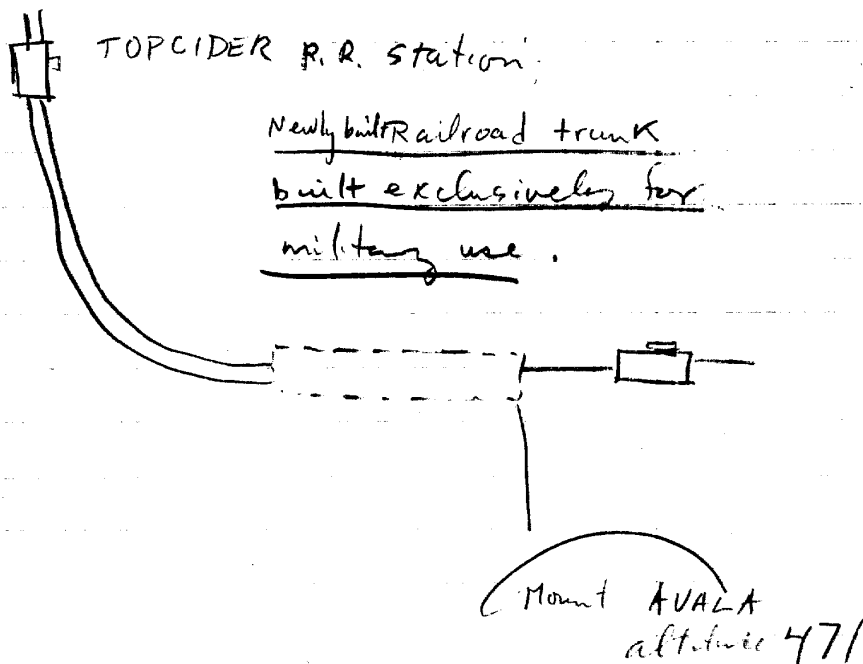 TOPCIDER R.R. station
Newly built Railroad trunk
built exclusively for
military use.
Mount AVALA
altitude 471